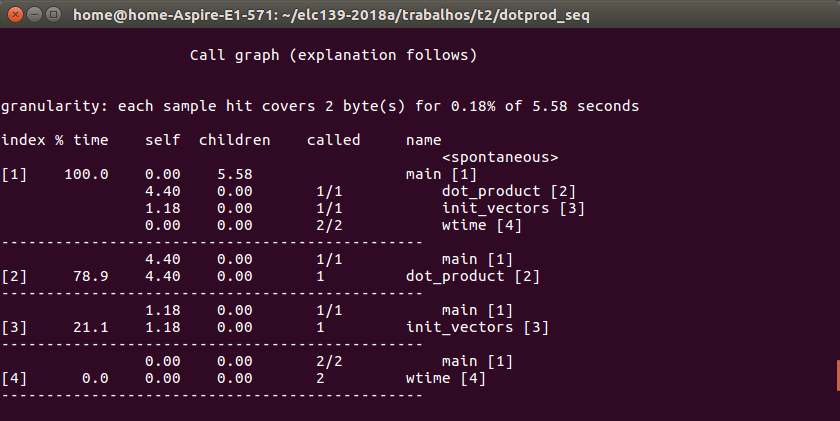 home@home-Aspire-E1-571: ~/elc139-2018a/trabalhos/t2/dotprod_seq
Call graph (explanation follows)
granularity: each sample hit covers 2 byte(s) for 0.18% of 5.58 seconds
index % time    self  children    called     name
                                                 <spontaneous>
[1]    100.0    0.00    5.58                 main [1]
                4.40    0.00       1/1           dot_product [2]
                1.18    0.00       1/1           init_vectors [3]
                0.00    0.00       2/2           wtime [4]
-----------------------------------------------
                4.40    0.00       1/1           main [1]
[2]     78.9    4.40    0.00       1         dot_product [2]
-----------------------------------------------
                1.18    0.00       1/1           main [1]
[3]     21.1    1.18    0.00       1         init_vectors [3]
-----------------------------------------------
                0.00    0.00       2/2           main [1]
[4]      0.0    0.00    0.00       2         wtime [4]
-----------------------------------------------